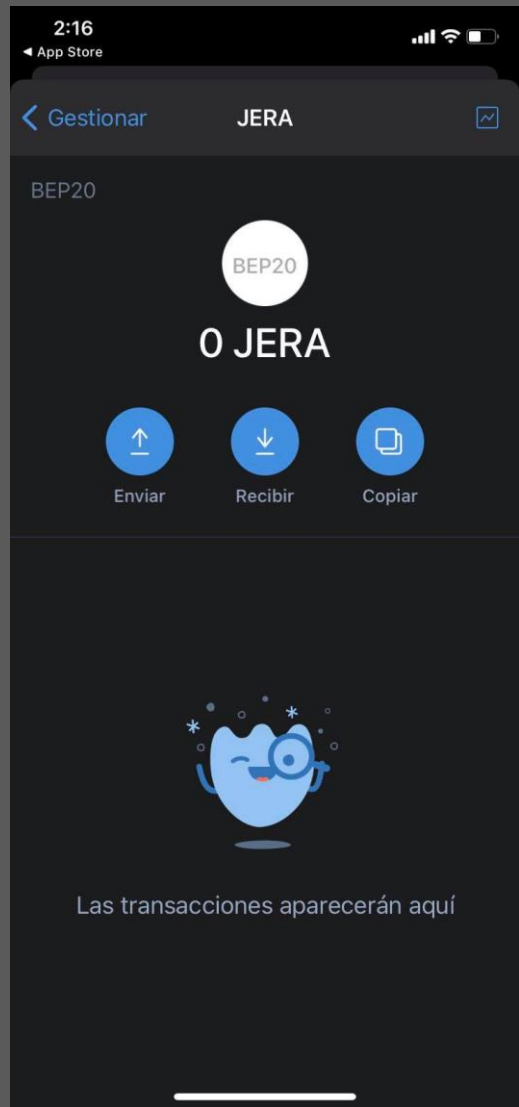 2:16
◀ App Store
Gestionar
JERA
BEP20
BEP20
0 JERA
Enviar
Recibir
Copiar
Las transacciones aparecerán aquí